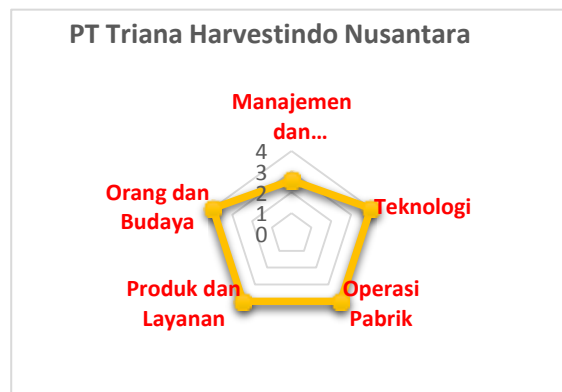 PT Triana Harvestindo Nusantara
Manajemen
dan...
4
3
2
1
0
Teknologi
Operasi
Pabrik
Produk dan
Layanan
Orang dan
Budaya